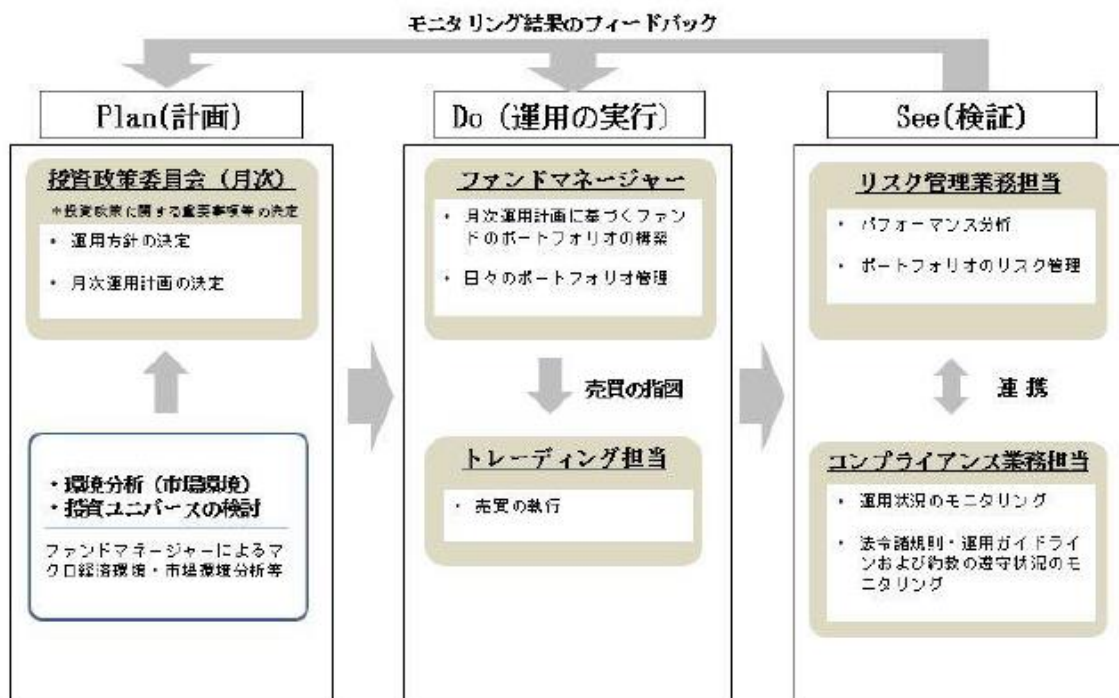 モニタリング結果のフィードバック
Plan(計画)
投資政策委員会（月次）
＊投資政策に関する重要事項等の決定
・ 運用方針の決定
・ 月次運用計画の決定
・環境分析（市場環境）
・投資ユニバースの検討
ファンドマネージャーによるマ
クロ経済環境・市場環境分析等
Do（運用の実行）
ファンドマネージャー
・ 月次運用計画に基づくファン
ドのポートフォリオの構築
・ 日々のポートフォリオ管理
売買の指図
トレーディング担当
・ 売買の執行
See(検証)
リスク管理業務担当
・ パフォーマンス分析
・ ポートフォリオのリスク管理
連携
コンプライアンス業務担当
・ 運用状況のモニタリング
・ 法令諸規則・運用ガイドライ
ンおよび約款の遵守状況のモ
ニタリング